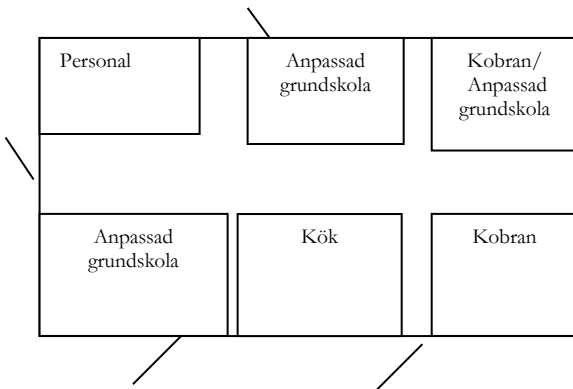 Personal
Anpassad
grundskola
Kobran/
Anpassad
grundskola
Anpassad
grundskola
Kök
Kobran